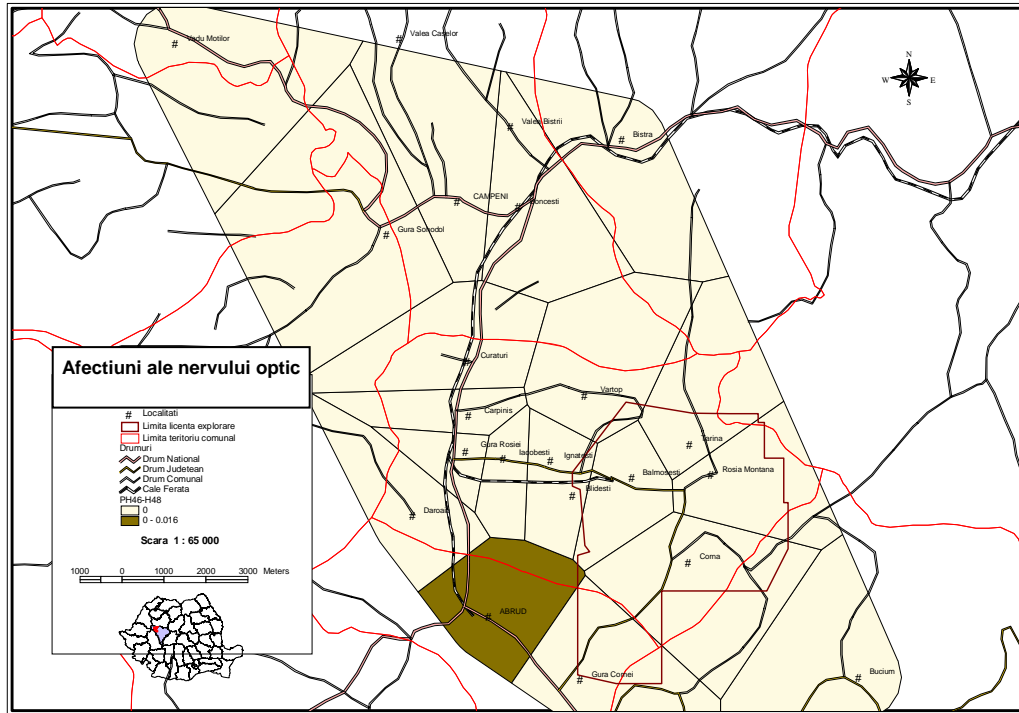 Vadu Motilor
Valea Caselor
N
W E
S
Valea Bistrii
Bistra
CAMPENI
Boncesti
Gura Sohodol
Afectiuni ale nervului optic
Curaturi
Vartop
Carpinis
Tarina
Gura Rosiei
Iacobesti
Ignatesti
Balmosesti
Rosia Montana
Blidesti
Daroaia
Corna
ABRUD
Gura Cornei
Bucium
# Localitati
Limita licenta explorare
Limita teritoriu comunal
Drumuri
Drum National
Drum Judetean
Drum Comunal
Cale Ferata
PH46-H48
0
0 - 0.016
Scara 1 : 65 000
1000 0 1000 2000 3000 Meters